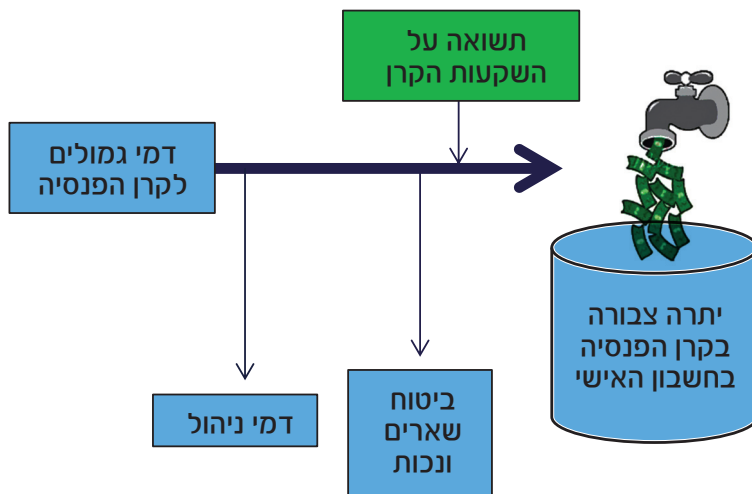 תשואה על
השקעות הקרן
דמי גמולים
לקרן הפנסיה
יתרה צבורה
בקרן הפנסיה
בחשבון האישי
ביטוח
שארים
ונכות
דמי ניהול